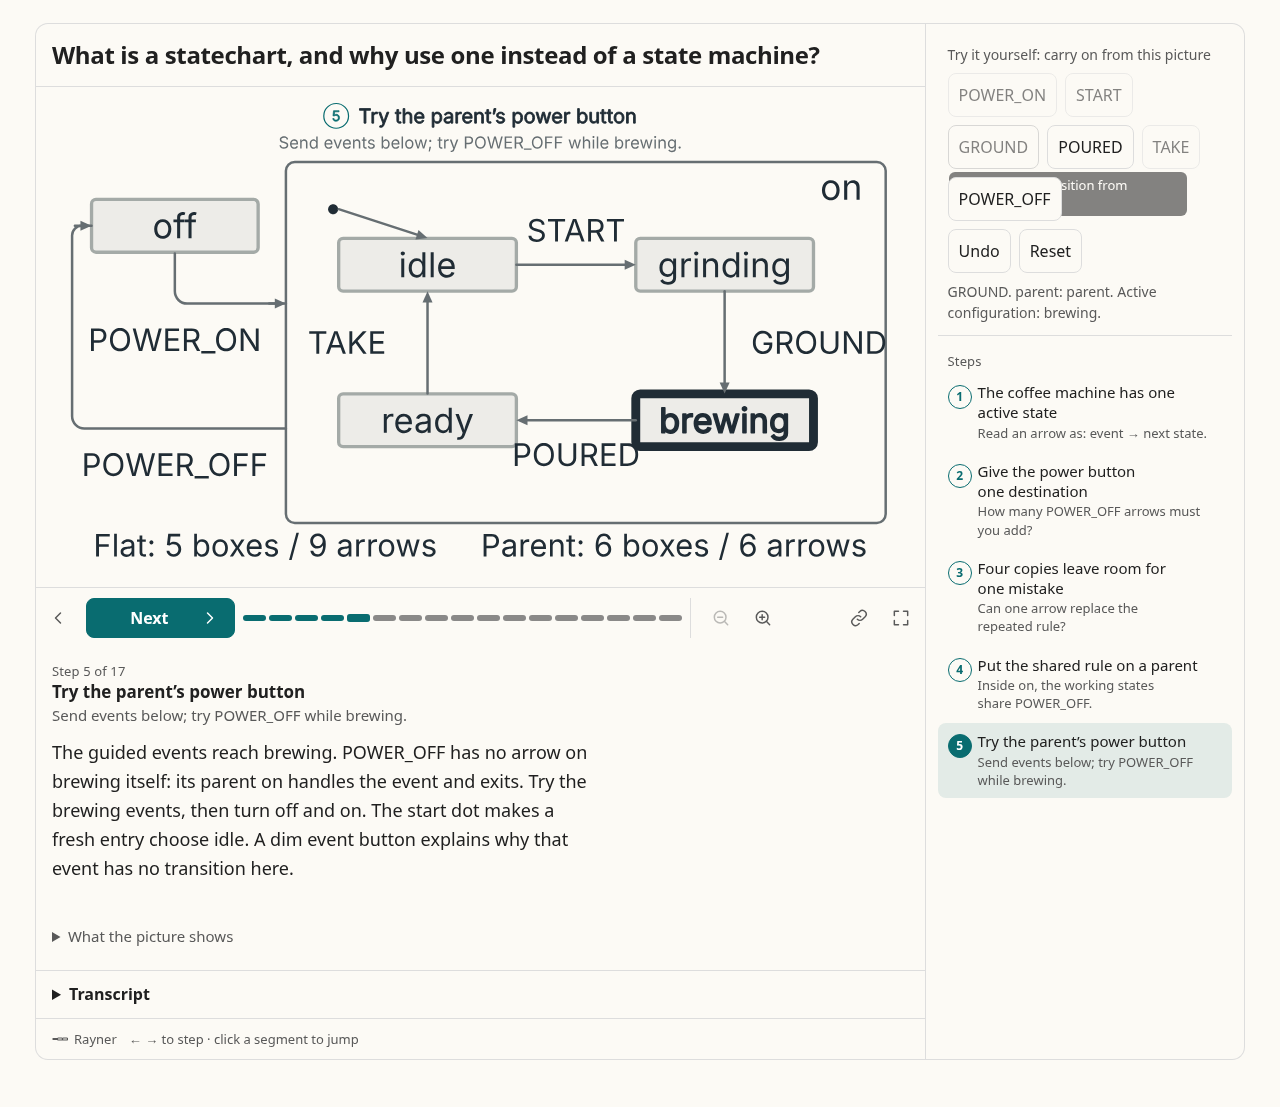 What is a statechart, and why use one instead of a state machine?
5 Try the parent’s power button
Send events below; try POWER_OFF while brewing.
on
off
START
idle
grinding
POWER_ON
TAKE
GROUND
ready
brewing
POURED
POWER_OFF
Flat: 5 boxes / 9 arrows
Parent: 6 boxes / 6 arrows
Next
Step 5 of 17
Try the parent’s power button
Send events below; try POWER_OFF while brewing.
The guided events reach brewing. POWER_OFF has no arrow on
brewing itself: its parent on handles the event and exits. Try the
brewing events, then turn off and on. The start dot makes a
fresh entry choose idle. A dim event button explains why that
event has no transition here.
What the picture shows
Transcript
Rayner ← → to step · click a segment to jump
Try it yourself: carry on from this picture
POWER_ON START
GROUND POURED TAKE
POWER_OFF
from
Undo Reset
GROUND. parent: parent. Active
configuration: brewing.
Steps
1 The coffee machine has one
active state
Read an arrow as: event → next state.
2 Give the power button
one destination
How many POWER_OFF arrows must
you add?
3 Four copies leave room for
one mistake
Can one arrow replace the
repeated rule?
4 Put the shared rule on a parent
Inside on, the working states
share POWER_OFF.
5 Try the parent’s power button
Send events below; try POWER_OFF
while brewing.